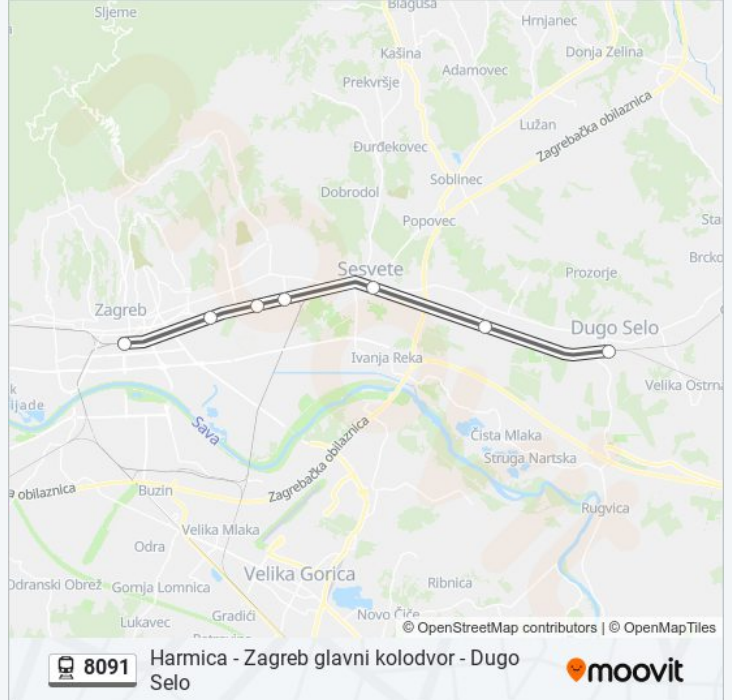 Blaguša
Sljeme
Hrnjanec
Kašina
Donja Zelina
Adamovec
Prekvršje
Zagrebačka obilaznica
Lužan
Đurđekovec
Soblinec
Dobrodol
Popovec
Sta
Brcko
Sesvete
Prozorje
Zagreb
Dugo Selo
Ivanja Reka
Velika Ostrna
k
ijade
Sava
Čista Mlaka
Struga Nartska
Zagrebačka obilaznica
a obilaznica
Buzin
Rugvica
Velika Mlaka
Odra
Velika Gorica
Odranski Obrež
Gornja Lomnica
Ribnica
Gradići
Novo Čiče
Lukavec
© OpenStreetMap contributors | © OpenMapTiles
8091
Harmica - Zagreb glavni kolodvor - Dugo
Selo
moovit